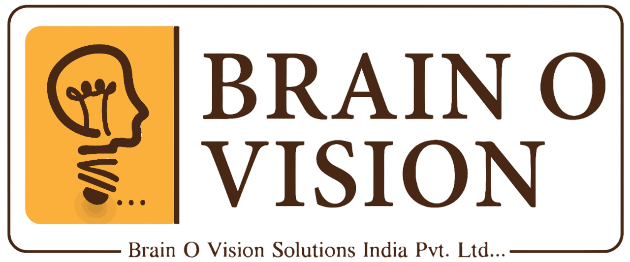 BRAIN O
VISION
Brain O Vision Solutions India Pvt. Ltd...